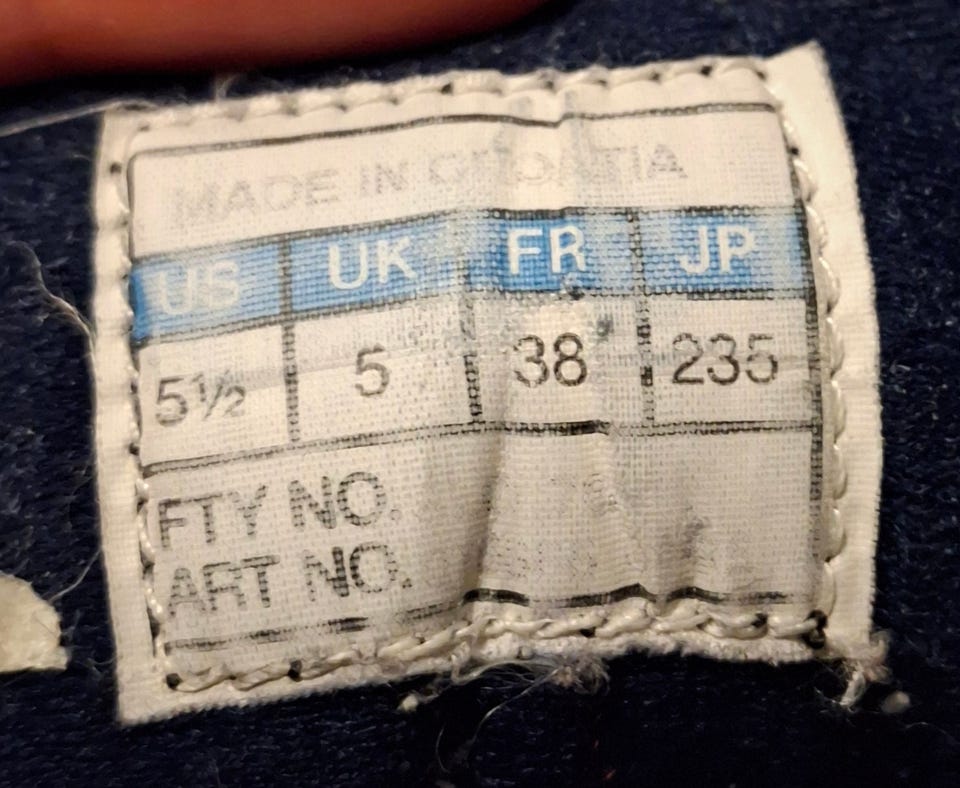 MADE IN CROATIA
US UK FR JP
5½ 5 38 235
FTY NO.
ART NO.